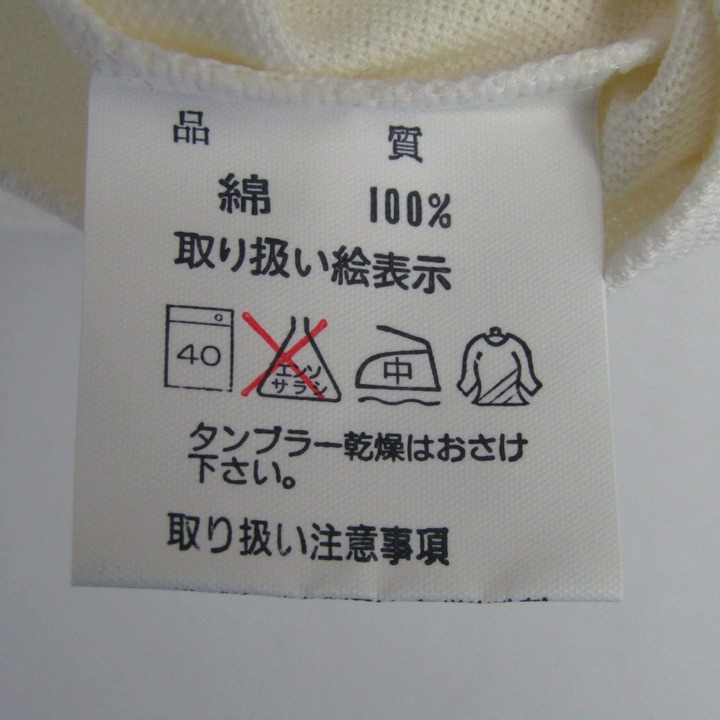 品 質
綿 100%
取り扱い絵表示
40
エンソ
サラシ
中
タンブラー乾燥はおさけ
下さい。
取り扱い注意事項